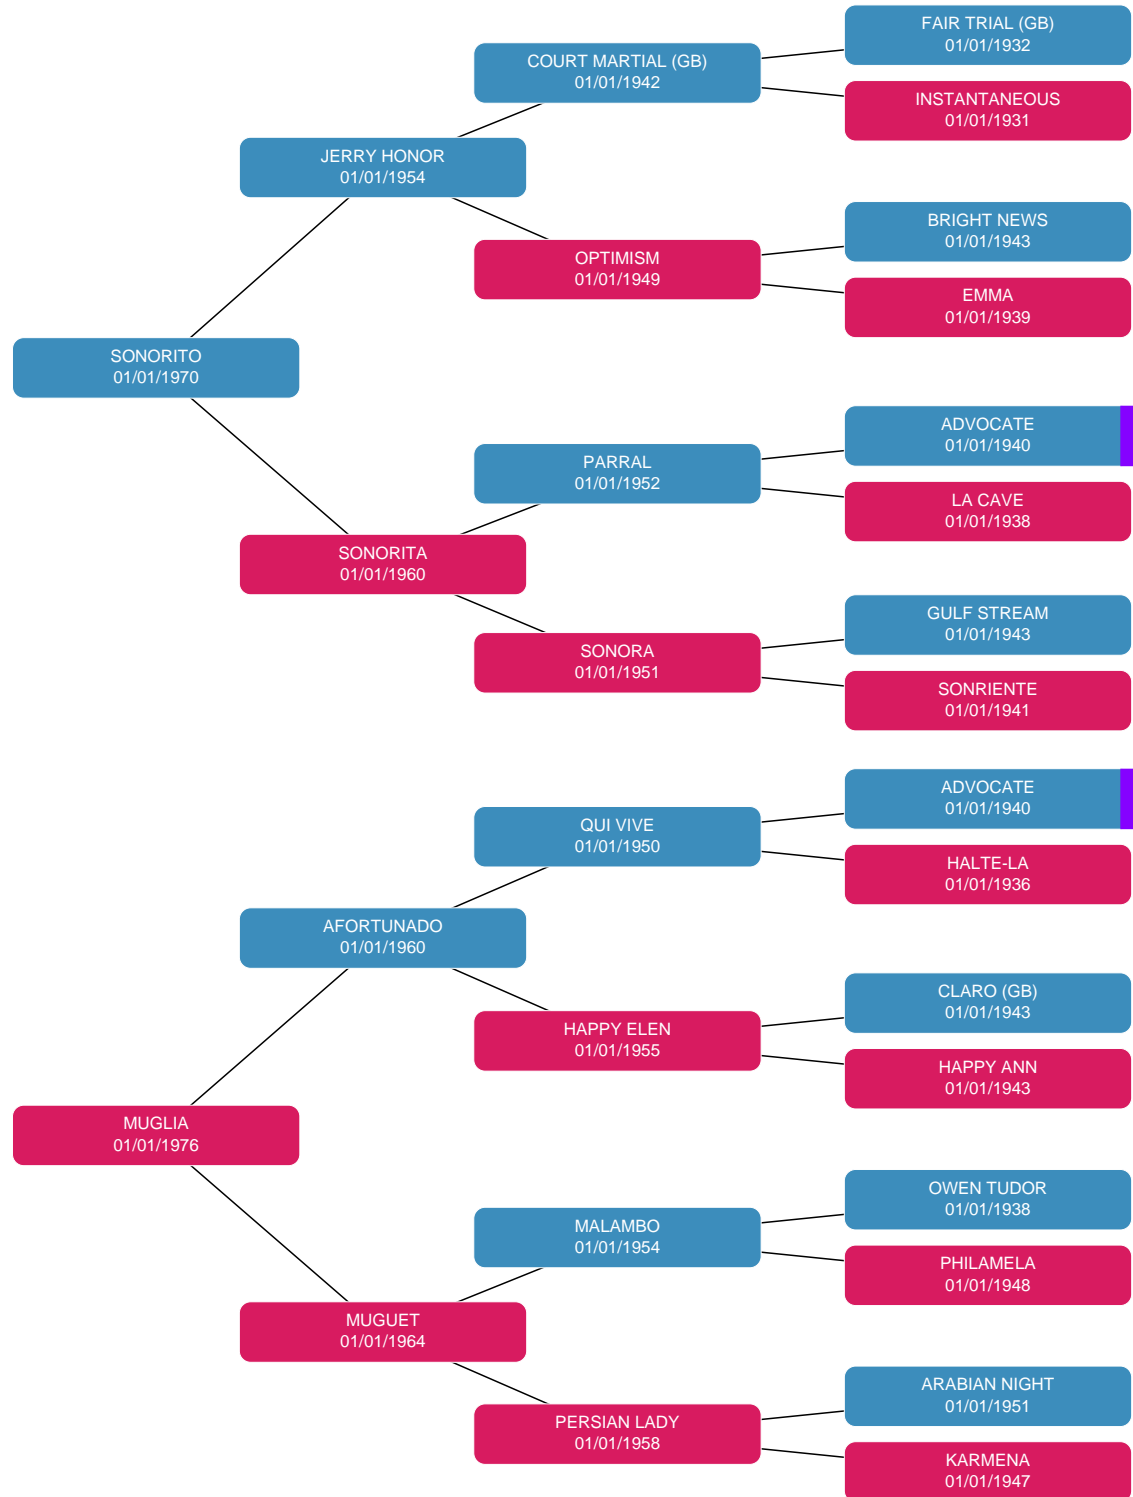 FAIR TRIAL (GB)
01/01/1932
COURT MARTIAL (GB)
01/01/1942
INSTANTANEOUS
01/01/1931
JERRY HONOR
01/01/1954
BRIGHT NEWS
01/01/1943
OPTIMISM
01/01/1949
EMMA
01/01/1939
SONORITO
01/01/1970
ADVOCATE
01/01/1940
PARRAL
01/01/1952
LA CAVE
01/01/1938
SONORITA
01/01/1960
GULF STREAM
01/01/1943
SONORA
01/01/1951
SONRIENTE
01/01/1941
ADVOCATE
01/01/1940
QUI VIVE
01/01/1950
HALTE-LA
01/01/1936
AFORTUNADO
01/01/1960
CLARO (GB)
01/01/1943
HAPPY ELEN
01/01/1955
HAPPY ANN
01/01/1943
MUGLIA
01/01/1976
OWEN TUDOR
01/01/1938
MALAMBO
01/01/1954
PHILAMELA
01/01/1948
MUGUET
01/01/1964
ARABIAN NIGHT
01/01/1951
PERSIAN LADY
01/01/1958
KARMENA
01/01/1947